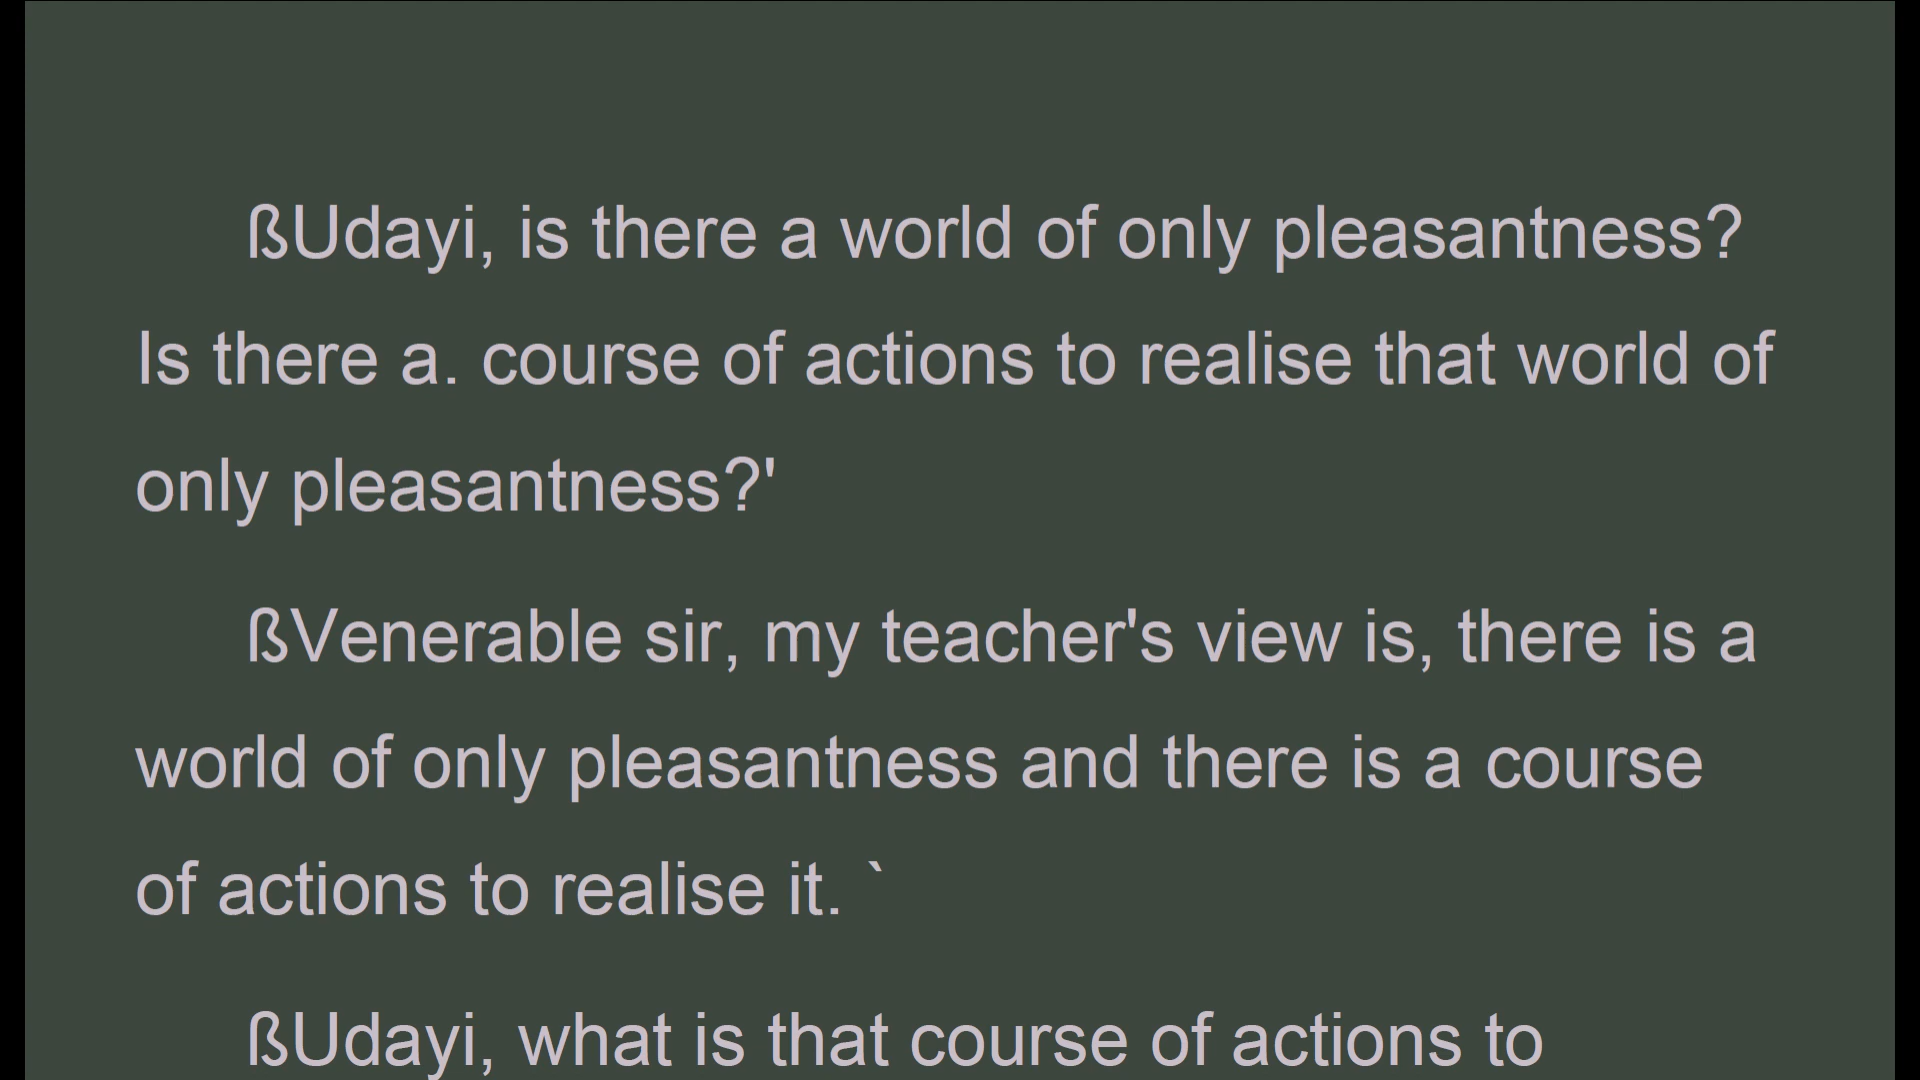 ßUdayi, is there a world of only pleasantness?
Is there a. course of actions to realise that world of
only pleasantness?'
ßVenerable sir, my teacher's view is, there is a
world of only pleasantness and there is a course
of actions to realise it. `
ßUdayi, what is that course of actions to